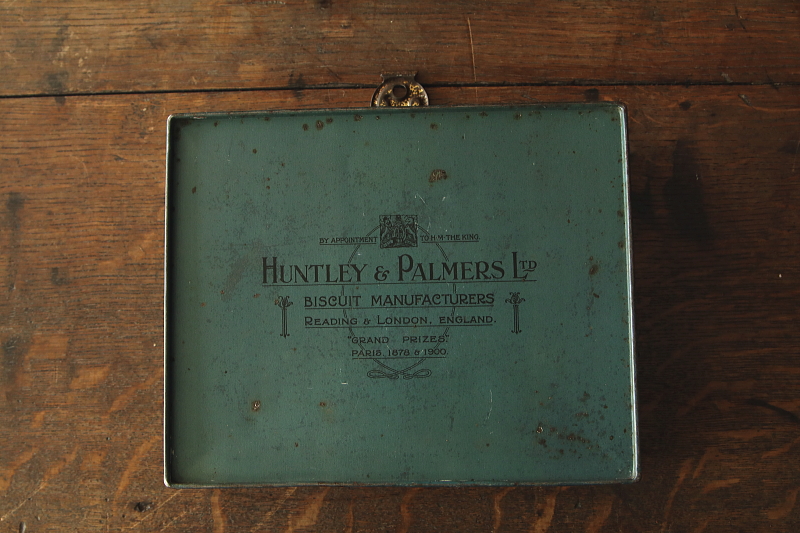 BY APPOINTMENT TO H.M. THE KING.
HUNTLEY & PALMERS LTD
BISCUIT MANUFACTURERS
READING & LONDON, ENGLAND.
"GRAND PRIZES"
PARIS, 1878 & 1900.